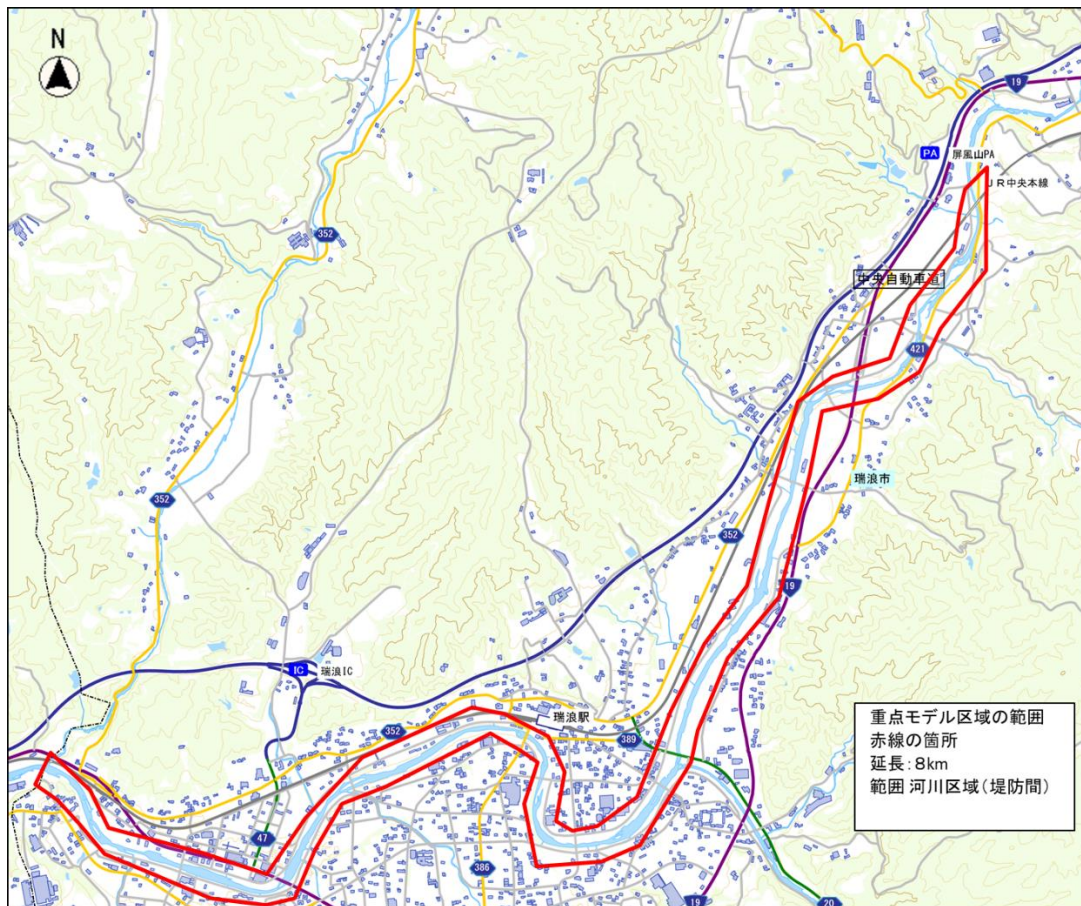 N
19
PA
屏風山PA
JR中央本線
352
中央自動車道
421
瑞浪市
352
352
19
IC
瑞浪IC
瑞浪駅
352
389
重点モデル区域の範囲
赤線の箇所
延長:8km
範囲 河川区域(堤防間)
47
386
19
20